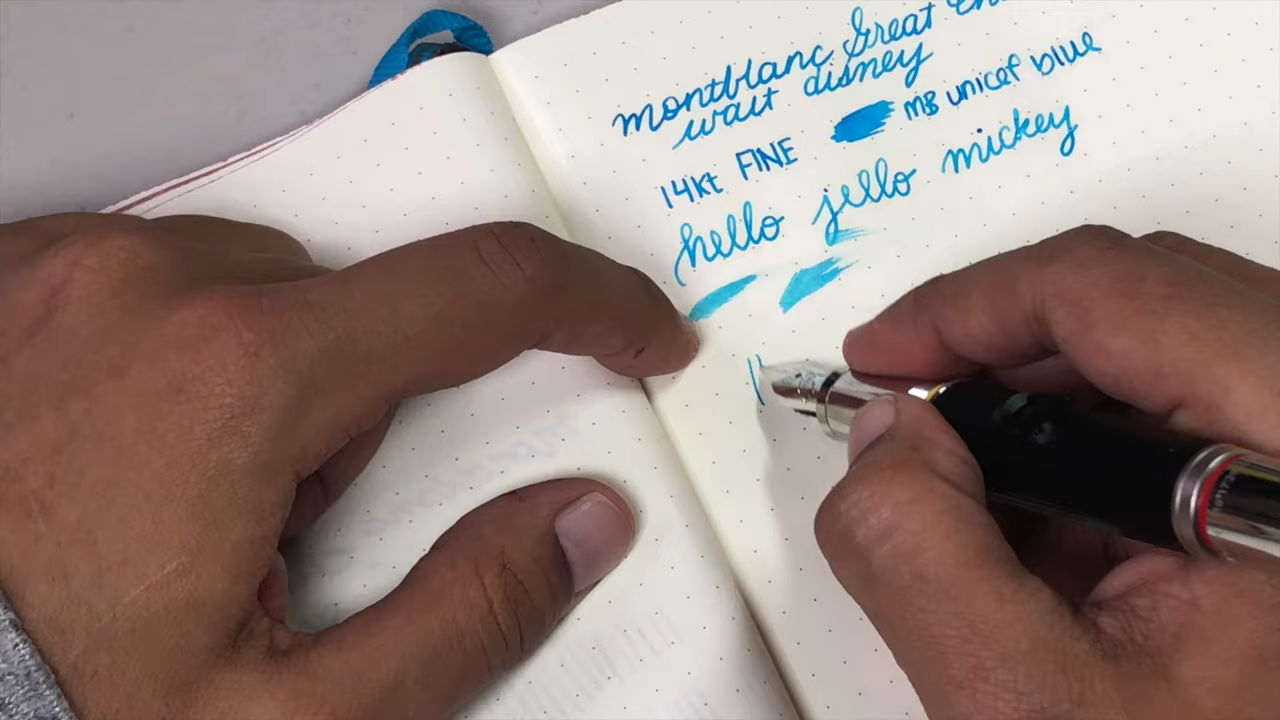 montblanc Great
walt disney
14kt FINE MB unicef blue
hello jello mickey